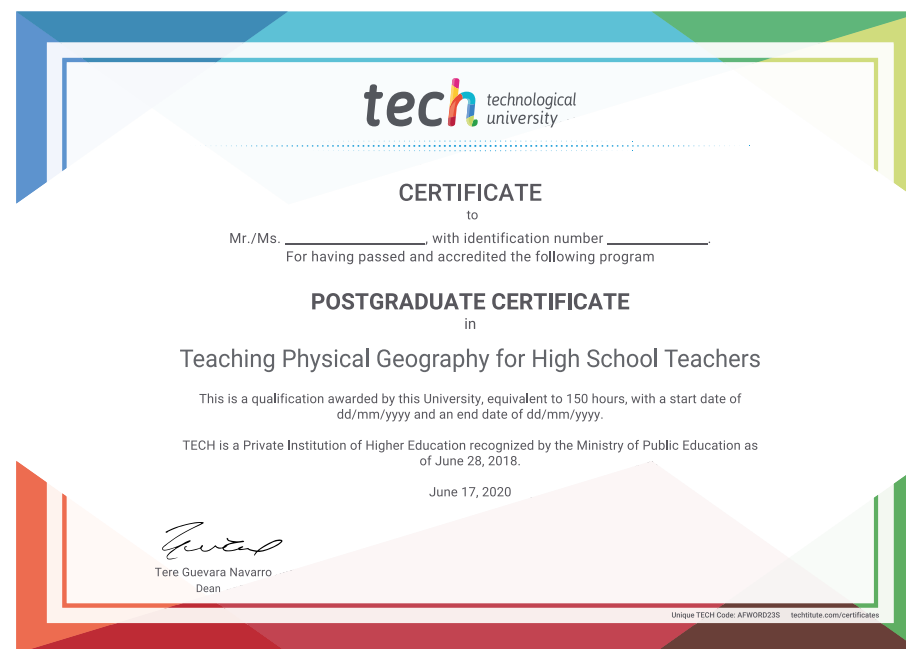 tech technological
university
CERTIFICATE
to
Mr./Ms. ____________________, with identification number ______________.
For having passed and accredited the following program
POSTGRADUATE CERTIFICATE
in
Teaching Physical Geography for High School Teachers
This is a qualification awarded by this University, equivalent to 150 hours, with a start date of
dd/mm/yyyy and an end date of dd/mm/yyyy.
TECH is a Private Institution of Higher Education recognized by the Ministry of Public Education as
of June 28, 2018.
June 17, 2020
Tere Guevara Navarro
Dean
Unique TECH Code: AFWORD23S techtitute.com/certificates